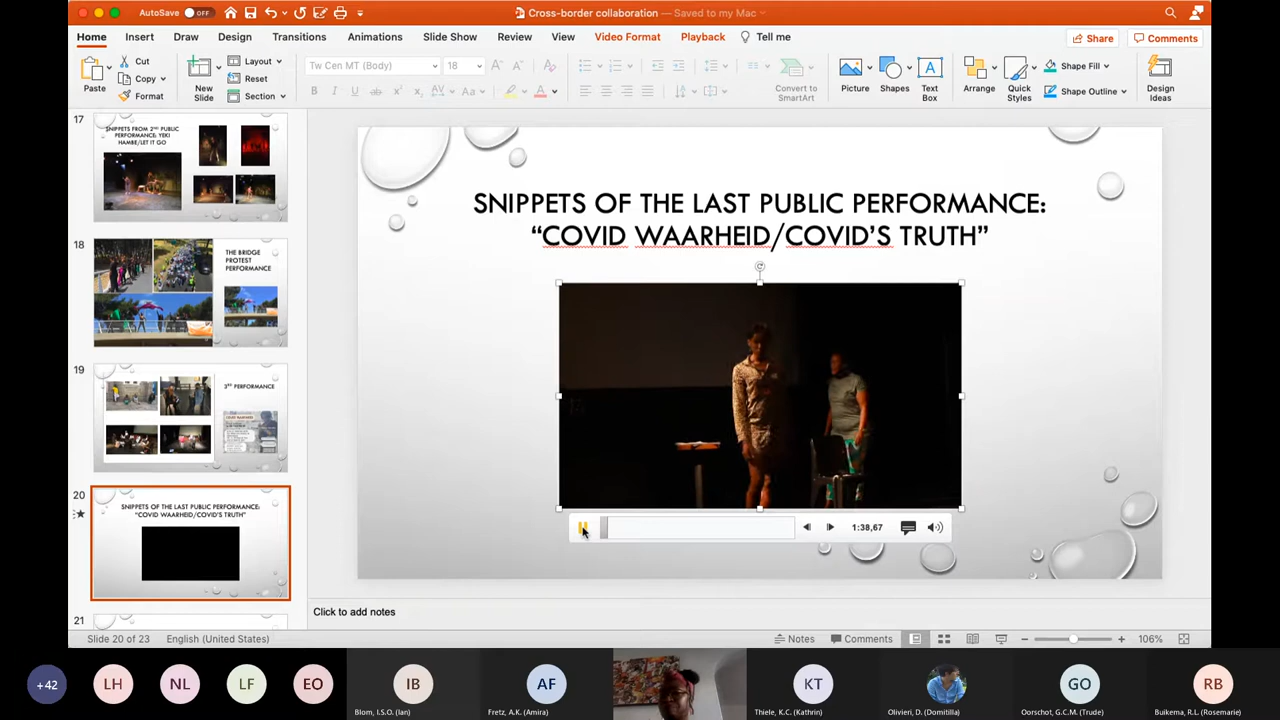 AutoSave OFF
Cross-border collaboration — Saved to my Mac
Home Insert Draw Design Transitions Animations Slide Show Review View Video Format Playback Tell me
Share Comments
Paste
Cut
Copy
Format
New
Slide
Layout
Reset
Section
Tw Cen MT (Body)
Convert to
SmartArt
Picture
Shapes
Text
Box
Arrange
Quick
Styles
Shape Fill
Shape Outline
Design
Ideas
17
SNIPPETS FROM 2ND PUBLIC
PERFORMANCE: YEKI
HAMBE/LET IT GO
18
THE BRIDGE
PROTEST
PERFORMANCE
19
3RD PERFORMANCE
20
SNIPPETS OF THE LAST PUBLIC PERFORMANCE:
“COVID WAARHEID/COVID’S TRUTH”
21
SNIPPETS OF THE LAST PUBLIC PERFORMANCE:
“COVID WAARHEID/COVID’S TRUTH”
1:38,67
Click to add notes
Slide 20 of 23 English (United States)
Notes Comments 106%
+42 LH NL LF EO IB AF KT GO RB
Blom, I.S.O. (Ian) Fretz, A.K. (Amira) Thiele, K.C. (Kathrin) Olivieri, D. (Domitilla) Oorschot, G.C.M. (Trude) Buikema, R.L. (Rosemarie)